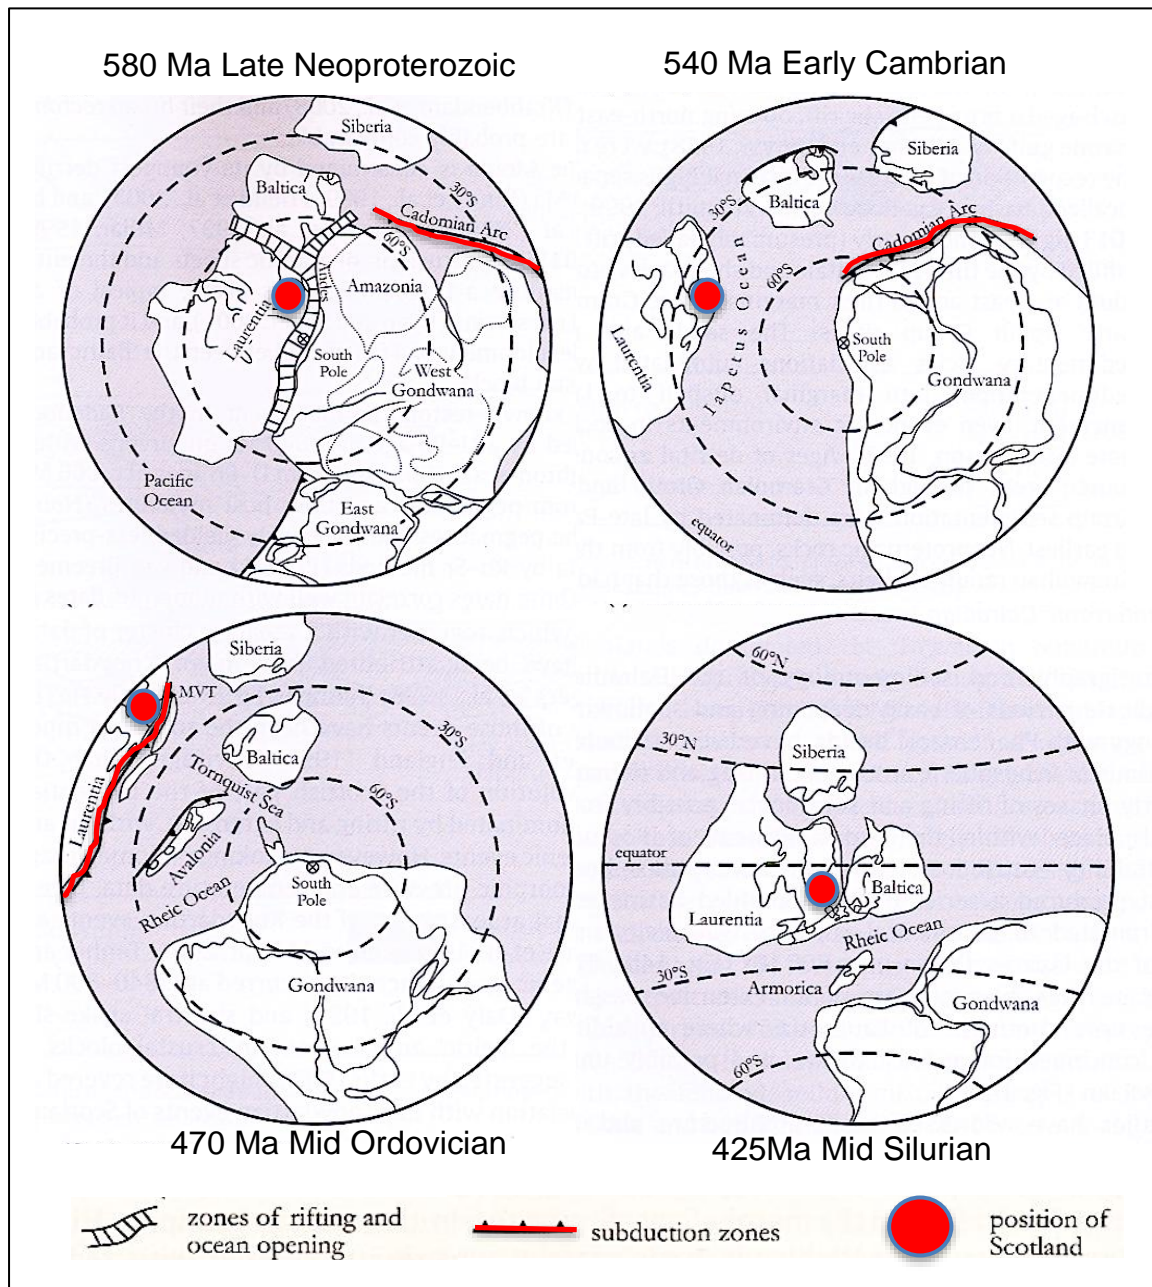 580 Ma Late Neoproterozoic
Siberia
Baltica
30°S
Cadomian Arc
60°S
Amazonia
Laurentia
Iapetus
South
Pole
West
Gondwana
Pacific
Ocean
East
Gondwana
540 Ma Early Cambrian
Siberia
30°S
Baltica
Cadomian Arc
60°S
Iapetus Ocean
Laurentia
South
Pole
Gondwana
equator
Siberia
MVT
30°S
Baltica
Laurentia
Tornquist Sea
60°S
Avalonia
Rheic Ocean
South
Pole
Gondwana
470 Ma Mid Ordovician
60°N
30°N
Siberia
equator
Baltica
Laurentia
Rheic Ocean
30°S
Armorica
Gondwana
60°S
425Ma Mid Silurian
zones of rifting and
ocean opening
subduction zones
position of
Scotland